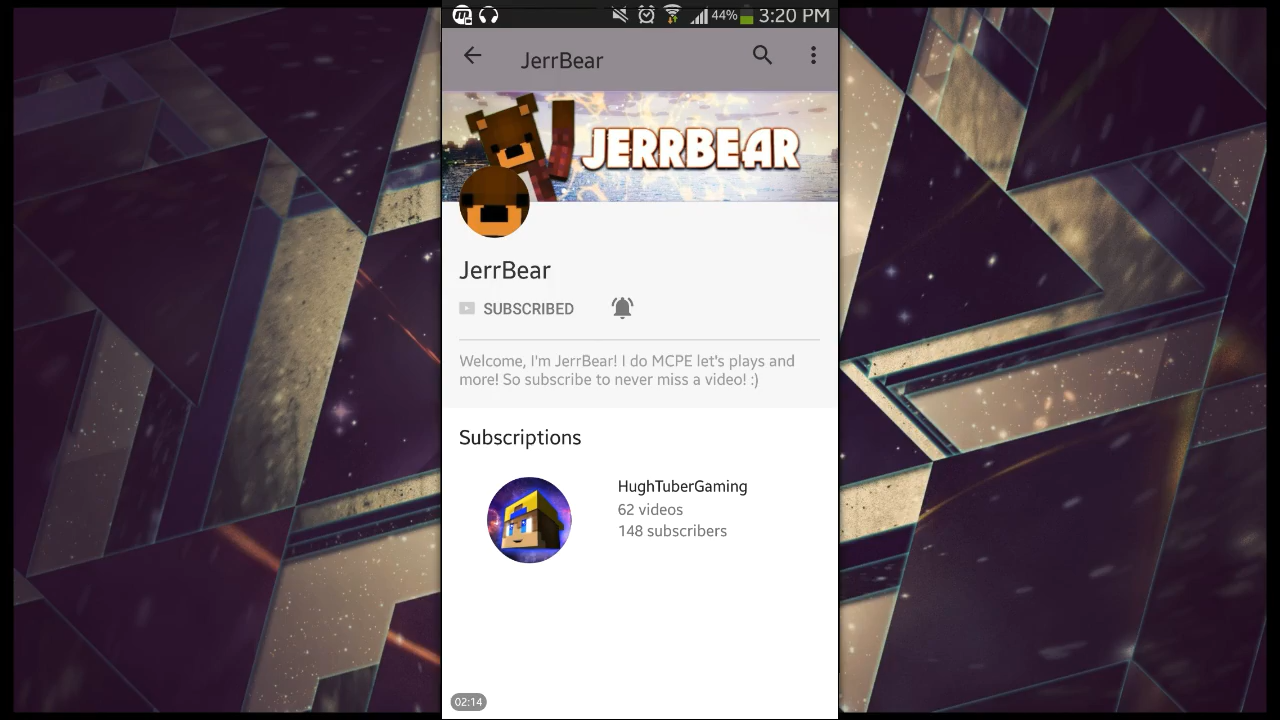 44% 3:20 PM
JerrBear
JERRBEAR
JerrBear
SUBSCRIBED
Welcome, I'm JerrBear! I do MCPE let's plays and
more! So subscribe to never miss a video! :)
Subscriptions
HughTuberGaming
62 videos
148 subscribers
02:14